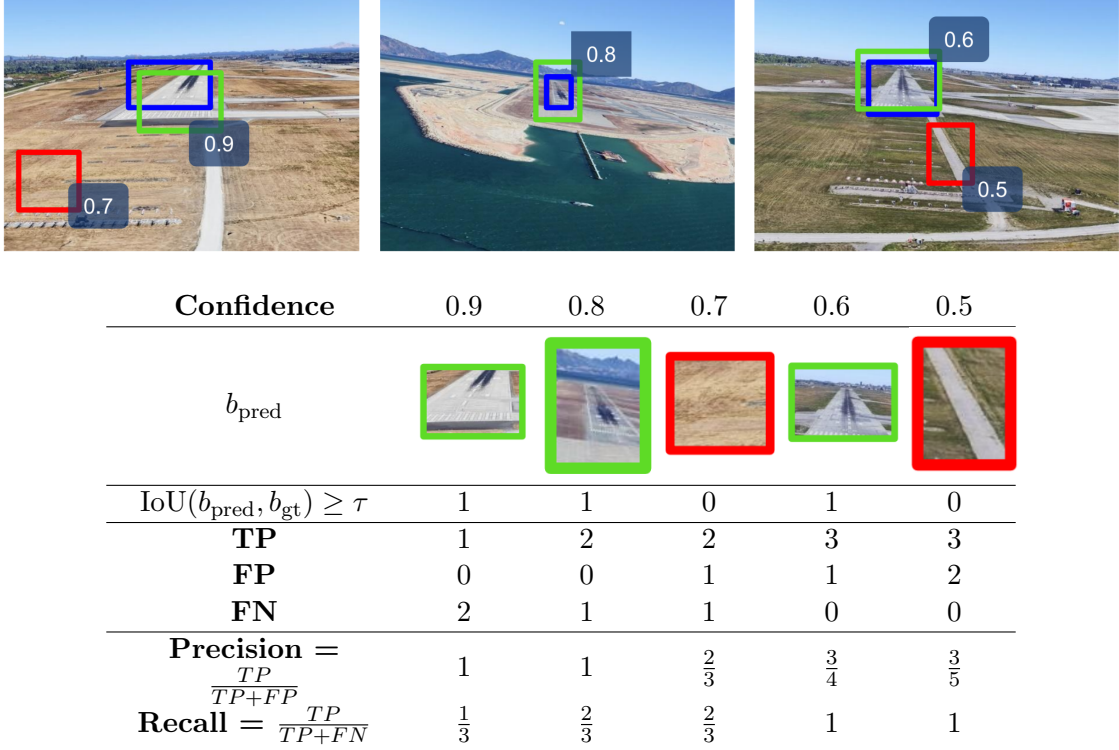 0.9
0.7
0.8
0.6
0.5
Confidence 0.9 0.8 0.7 0.6 0.5
b_pred
IoU(b_pred, b_gt) ≥ τ 1 1 0 1 0
TP 1 2 2 3 3
FP 0 0 1 1 2
FN 2 1 1 0 0
Precision =
TP/(TP+FP) 1 1 2/3 3/4 3/5
Recall = TP/(TP+FN) 1/3 2/3 2/3 1 1